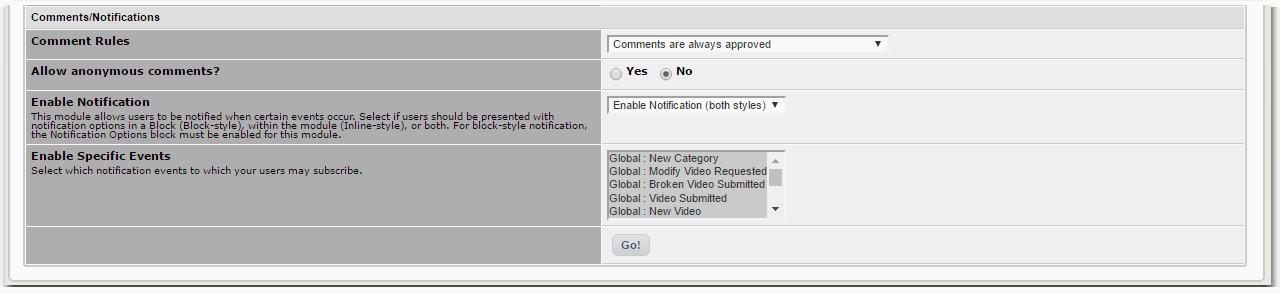 Comments/Notifications
Comment Rules
Comments are always approved
Allow anonymous comments?
Yes No
Enable Notification
This module allows users to be notified when certain events occur. Select if users should be presented with
notification options in a Block (Block-style), within the module (Inline-style), or both. For block-style notification,
the Notification Options block must be enabled for this module.
Enable Notification (both styles)
Enable Specific Events
Select which notification events to which your users may subscribe.
Global : New Category
Global : Modify Video Requested
Global : Broken Video Submitted
Global : Video Submitted
Global : New Video
Go!